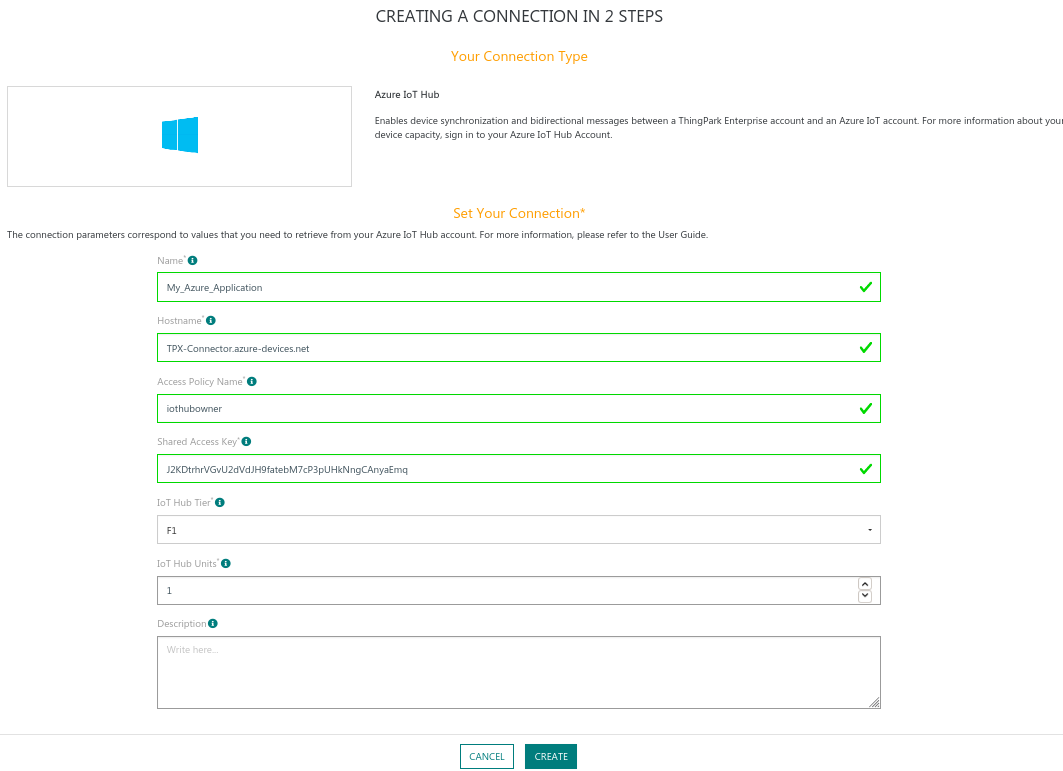 CREATING A CONNECTION IN 2 STEPS
Your Connection Type
Azure IoT Hub
Enables device synchronization and bidirectional messages between a ThingPark Enterprise account and an Azure IoT account. For more information about your
device capacity, sign in to your Azure IoT Hub Account.
Set Your Connection*
The connection parameters correspond to values that you need to retrieve from your Azure IoT Hub account. For more information, please refer to the User Guide.
Name*
My_Azure_Application
Hostname*
TPX-Connector.azure-devices.net
Access Policy Name*
iothubowner
Shared Access Key*
J2KDtrhrVGvU2dVdJH9fatebM7cP3pUHkNngCAnyaEmq
IoT Hub Tier*
F1
IoT Hub Units*
1
Description
Write here...
CANCEL CREATE